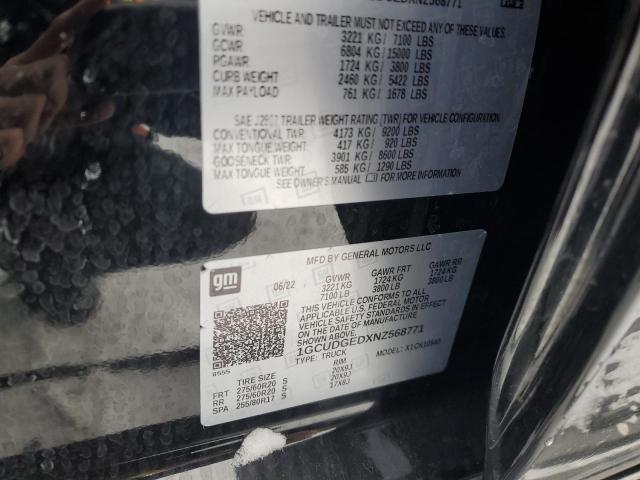 VEHICLE AND TRAILER MUST NOT EXCEED ANY OF THESE VALUES.
GVWR 3221 KG / 7100 LBS
GCWR 6804 KG / 15000 LBS
PGAWR 1724 KG / 3800 LBS
CURB WEIGHT 2460 KG / 5422 LBS
MAX PAYLOAD 761 KG / 1678 LBS
SAE J2807 TRAILER WEIGHT RATING (TWR) FOR VEHICLE CONFIGURATION
CONVENTIONAL TWR 4173 KG / 9200 LBS
MAX TONGUE WEIGHT 417 KG / 920 LBS
GOOSENECK TWR 3901 KG / 8600 LBS
MAX TONGUE WEIGHT 585 KG / 1290 LBS
SEE OWNER'S MANUAL FOR MORE INFORMATION.
gm
MFD BY GENERAL MOTORS LLC
06/22 GVWR GAWR FRT GAWR RR
3221 KG 1724 KG 1724 KG
7100 LB 3800 LB 3800 LB
THIS VEHICLE CONFORMS TO ALL
APPLICABLE U.S. FEDERAL MOTOR
VEHICLE SAFETY STANDARDS IN EFFECT
ON THE DATE OF MANUFACTURE SHOWN
ABOVE.
1GCUDGEDXNZ568771
TYPE: TRUCK MODEL: X1CK10543
TIRE SIZE RIM
FRT 275/60R20 S 20X9J
RR 275/60R20 S 20X9J
SPA 255/80R17 S 17X8J